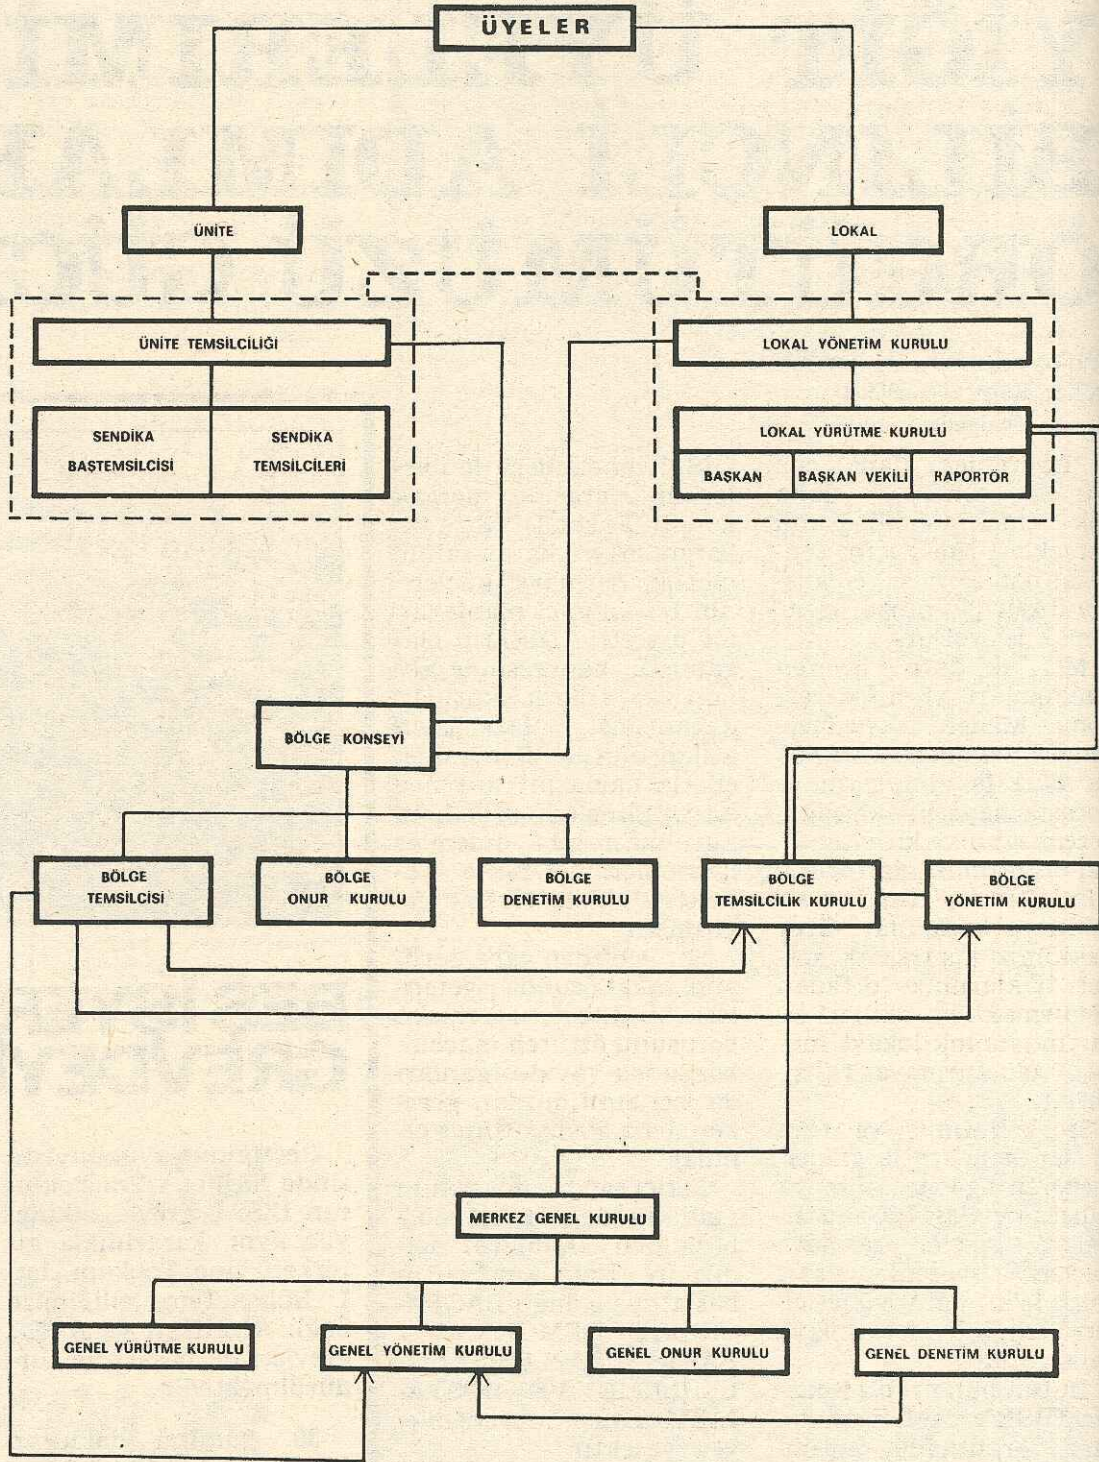 ÜYELER
ÜNİTE
LOKAL
ÜNİTE TEMSİLCİLİĞİ
LOKAL YÖNETİM KURULU
SENDİKA
BAŞTEMSİLCİSİ
SENDİKA
TEMSİLCİLERİ
LOKAL YÜRÜTME KURULU
BAŞKAN
BAŞKAN VEKİLİ
RAPORTÖR
BÖLGE KONSEYİ
BÖLGE
TEMSİLCİSİ
BÖLGE
ONUR KURULU
BÖLGE
DENETİM KURULU
BÖLGE
TEMSİLCİLİK KURULU
BÖLGE
YÖNETİM KURULU
MERKEZ GENEL KURULU
GENEL YÜRÜTME KURULU
GENEL YÖNETİM KURULU
GENEL ONUR KURULU
GENEL DENETİM KURULU